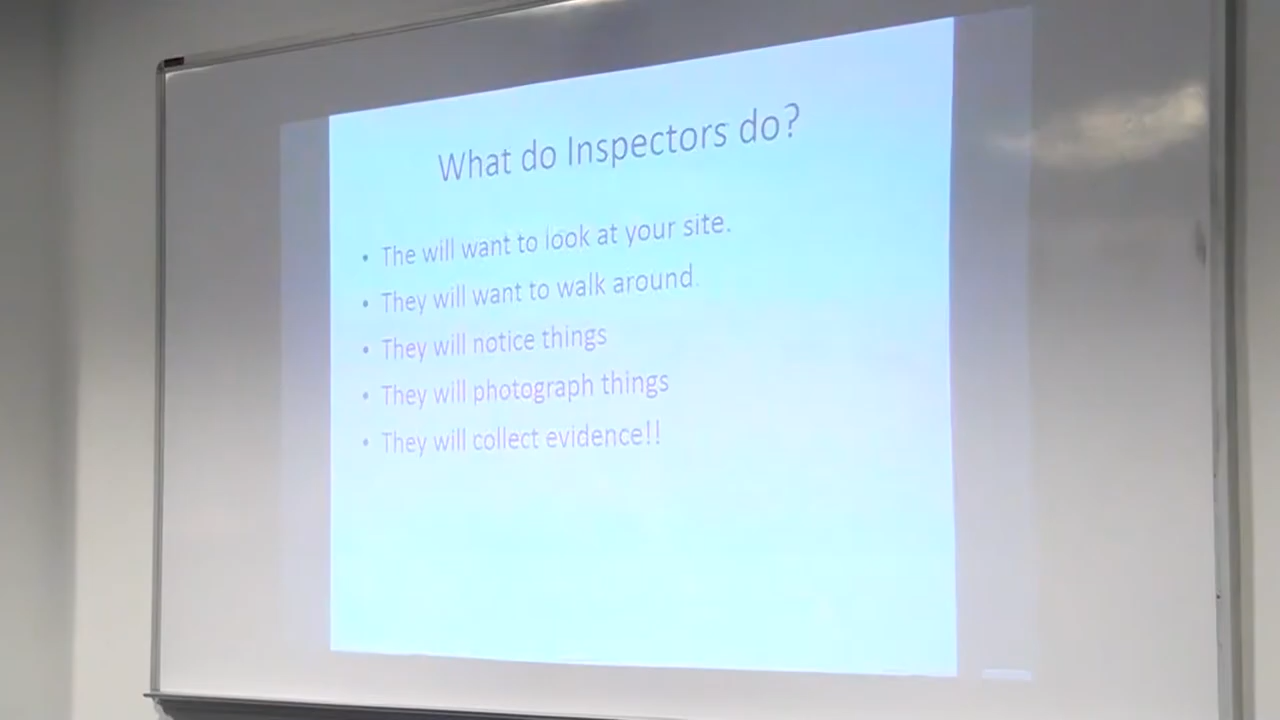 What do Inspectors do?
• The will want to look at your site.
• They will want to walk around.
• They will notice things
• They will photograph things
• They will collect evidence!!